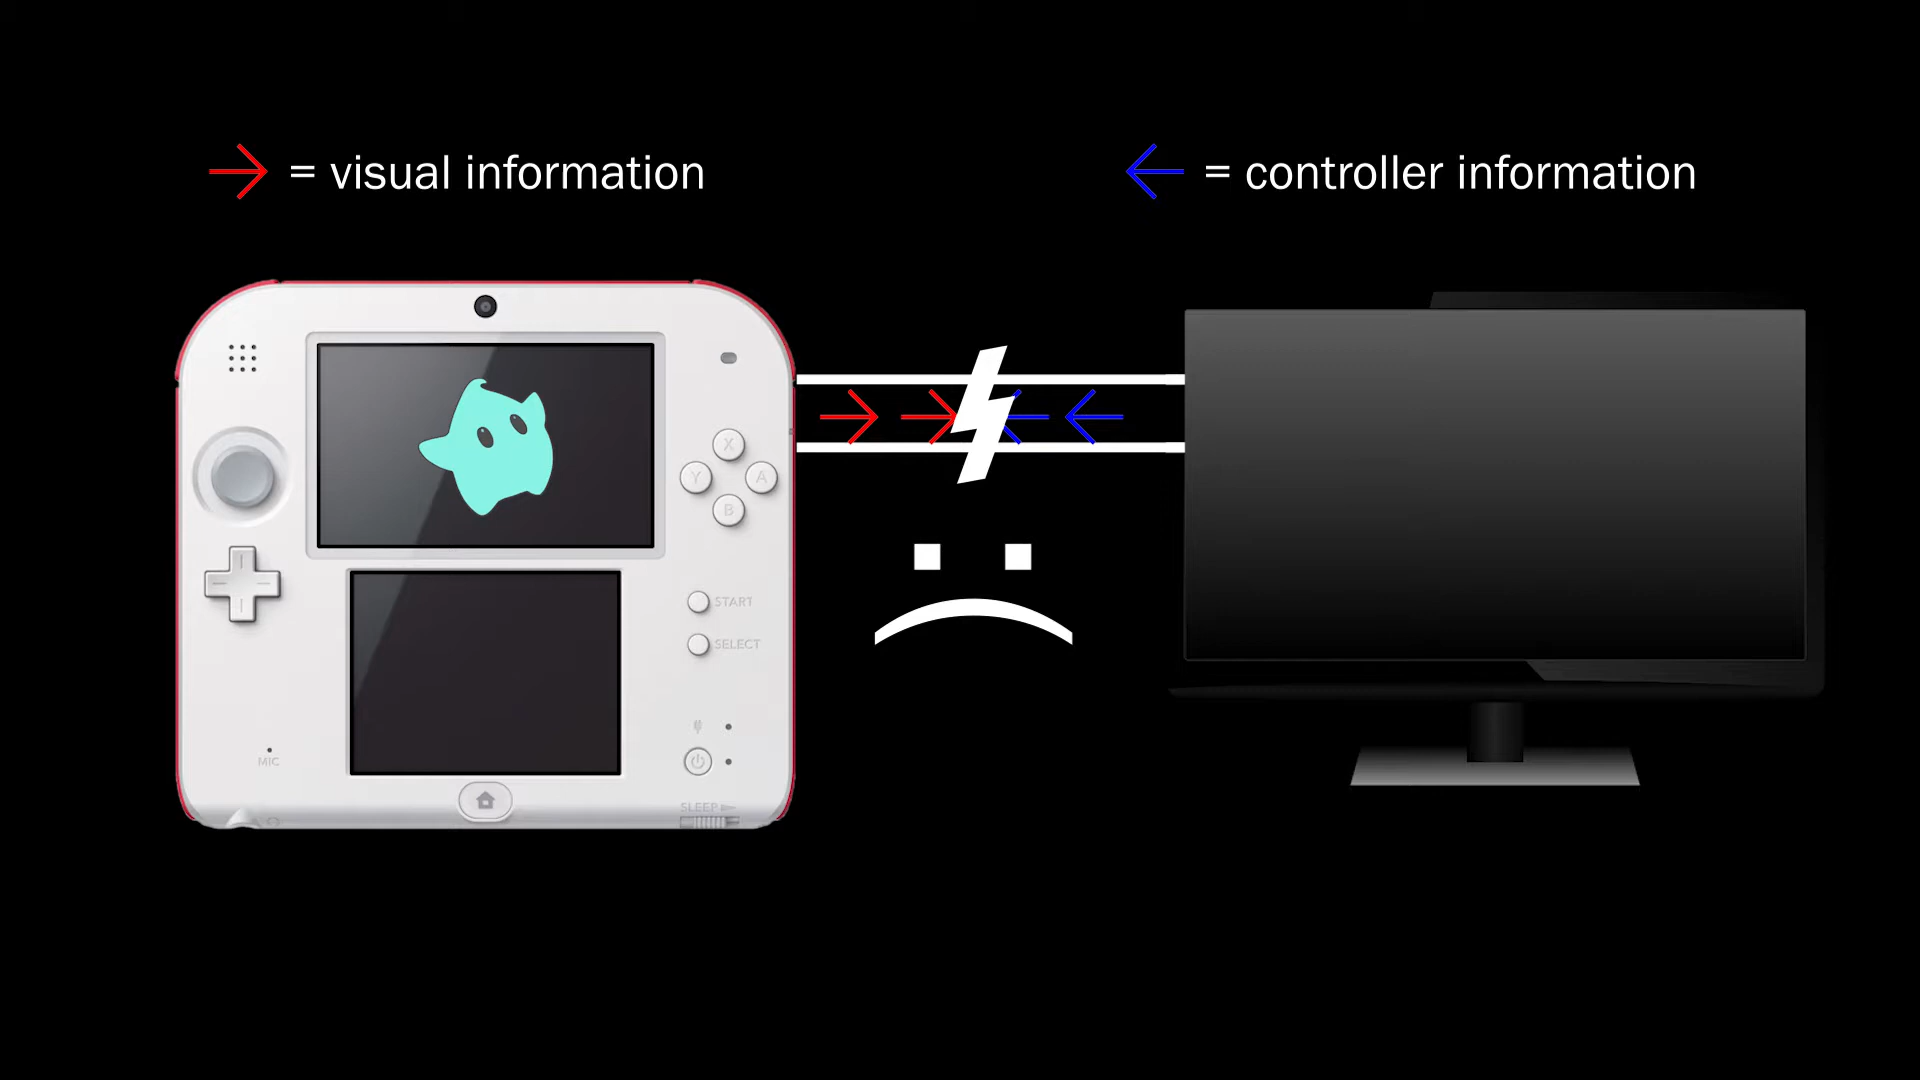 = visual information
= controller information
X
Y
A
B
START
SELECT
MIC
SLEEP